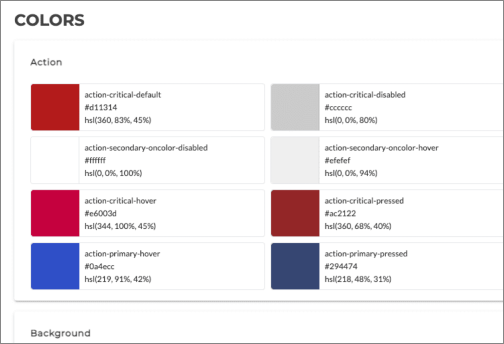 COLORS
Action
action-critical-default
#d11314
hsl(360, 83%, 45%)
action-critical-disabled
#cccccc
hsl(0, 0%, 80%)
action-secondary-oncolor-disabled
#ffffff
hsl(0, 0%, 100%)
action-secondary-oncolor-hover
#efefef
hsl(0, 0%, 94%)
action-critical-hover
#e6003d
hsl(344, 100%, 45%)
action-critical-pressed
#ac2122
hsl(360, 68%, 40%)
action-primary-hover
#0a4ecc
hsl(219, 91%, 42%)
action-primary-pressed
#294474
hsl(218, 48%, 31%)
Background